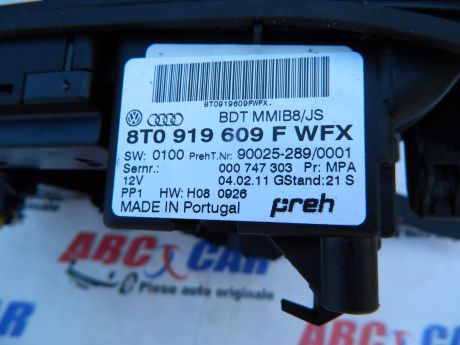 8T0919609FWFX.
BDT MMIB8/JS
8T0 919 609 F WFX
SW: 0100 PrehT.Nr: 90025-289/0001
Sernr.: 000 747 303 Pr: MPA
12V 04.02.11 GStand: 21 S
PP1 HW: H08 0926
MADE IN Portugal preh
ABC CAR
Piese auto originale
ABC CAR